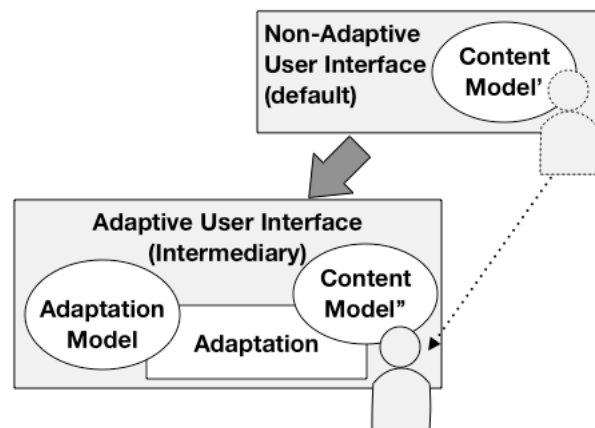 Non-Adaptive
User Interface
(default)
Content
Model’
Adaptive User Interface
(Intermediary)
Adaptation
Model
Adaptation
Content
Model”